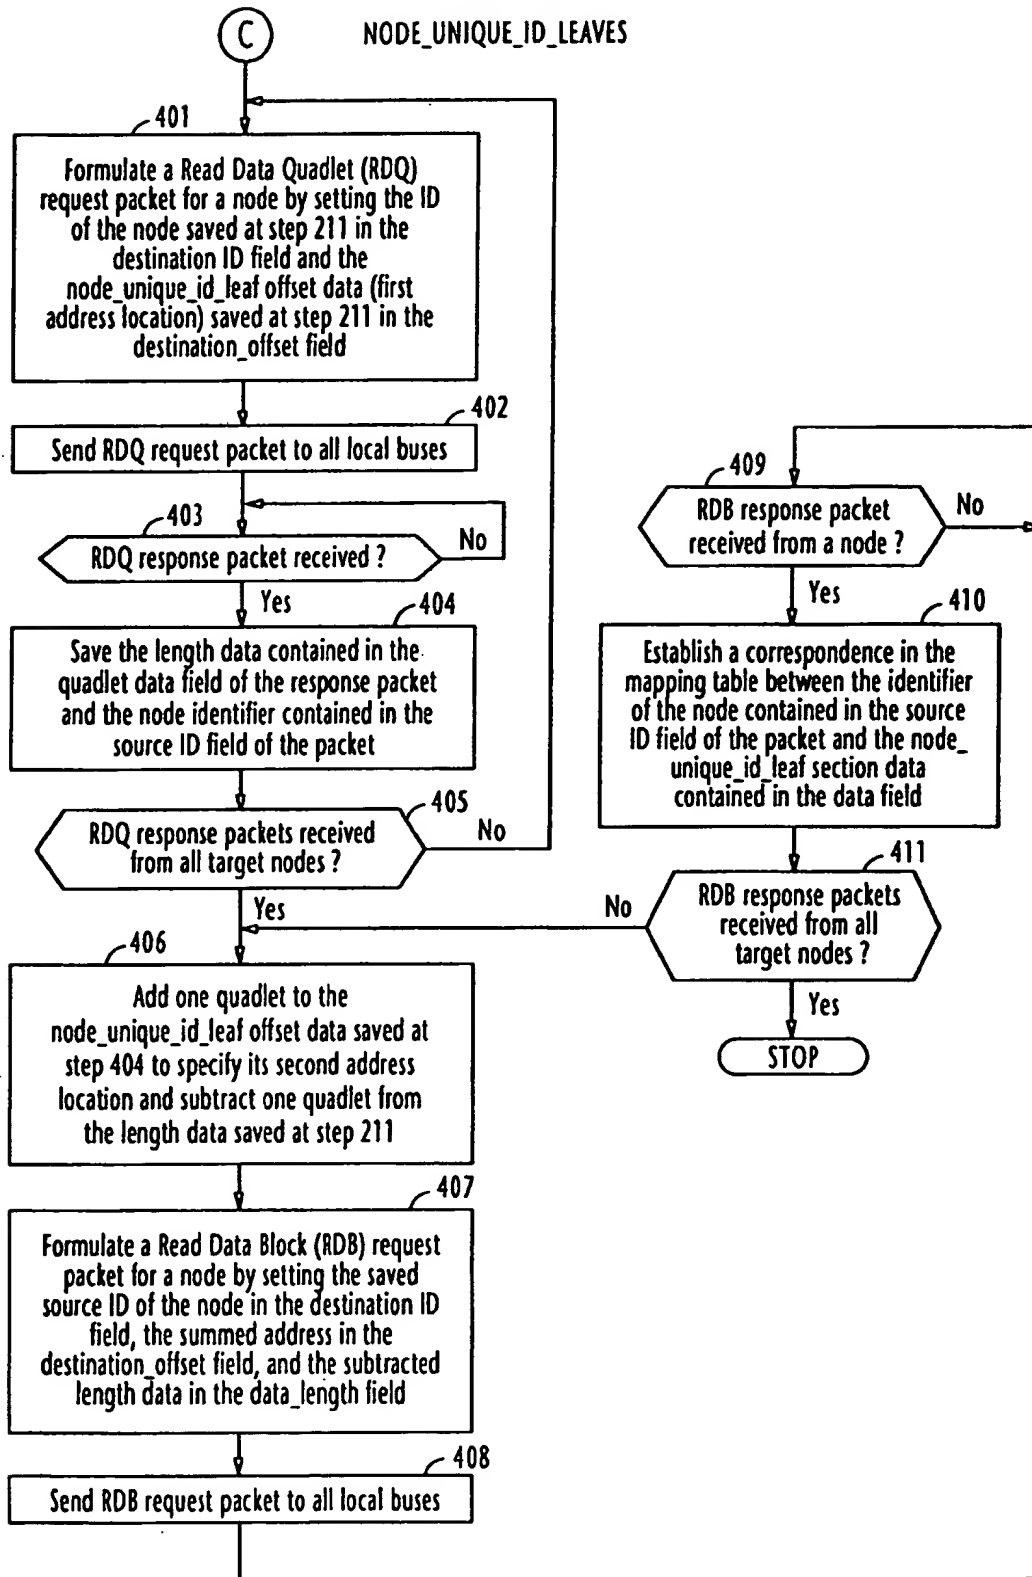 C
NODE_UNIQUE_ID_LEAVES
401
Formulate a Read Data Quadlet (RDQ)
request packet for a node by setting the ID
of the node saved at step 211 in the
destination ID field and the
node_unique_id_leaf offset data (first
address location) saved at step 211 in the
destination_offset field
402
Send RDQ request packet to all local buses
403
RDQ response packet received ?
No
Yes
404
Save the length data contained in the
quadlet data field of the response packet
and the node identifier contained in the
source ID field of the packet
405
RDQ response packets received
from all target nodes ?
No
Yes
406
Add one quadlet to the
node_unique_id_leaf offset data saved at
step 404 to specify its second address
location and subtract one quadlet from
the length data saved at step 211
407
Formulate a Read Data Block (RDB) request
packet for a node by setting the saved
source ID of the node in the destination ID
field, the summed address in the
destination_offset field, and the subtracted
length data in the data_length field
408
Send RDB request packet to all local buses
409
RDB response packet
received from a node ?
No
Yes
410
Establish a correspondence in the
mapping table between the identifier
of the node contained in the source
ID field of the packet and the node_
unique_id_leaf section data
contained in the data field
411
RDB response packets
received from all
target nodes ?
No
Yes
STOP